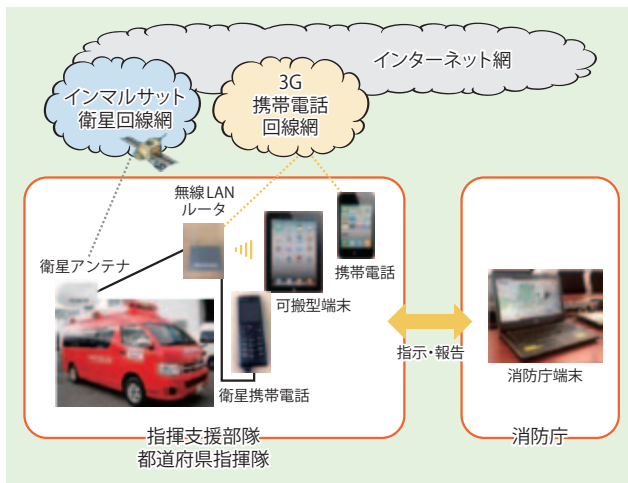 インターネット網
インマルサット
衛星回線網
3G
携帯電話
回線網
無線LAN
ルータ
衛星アンテナ
携帯電話
可搬型端末
衛星携帯電話
指示・報告
消防庁端末
指揮支援部隊
都道府県指揮隊
消防庁